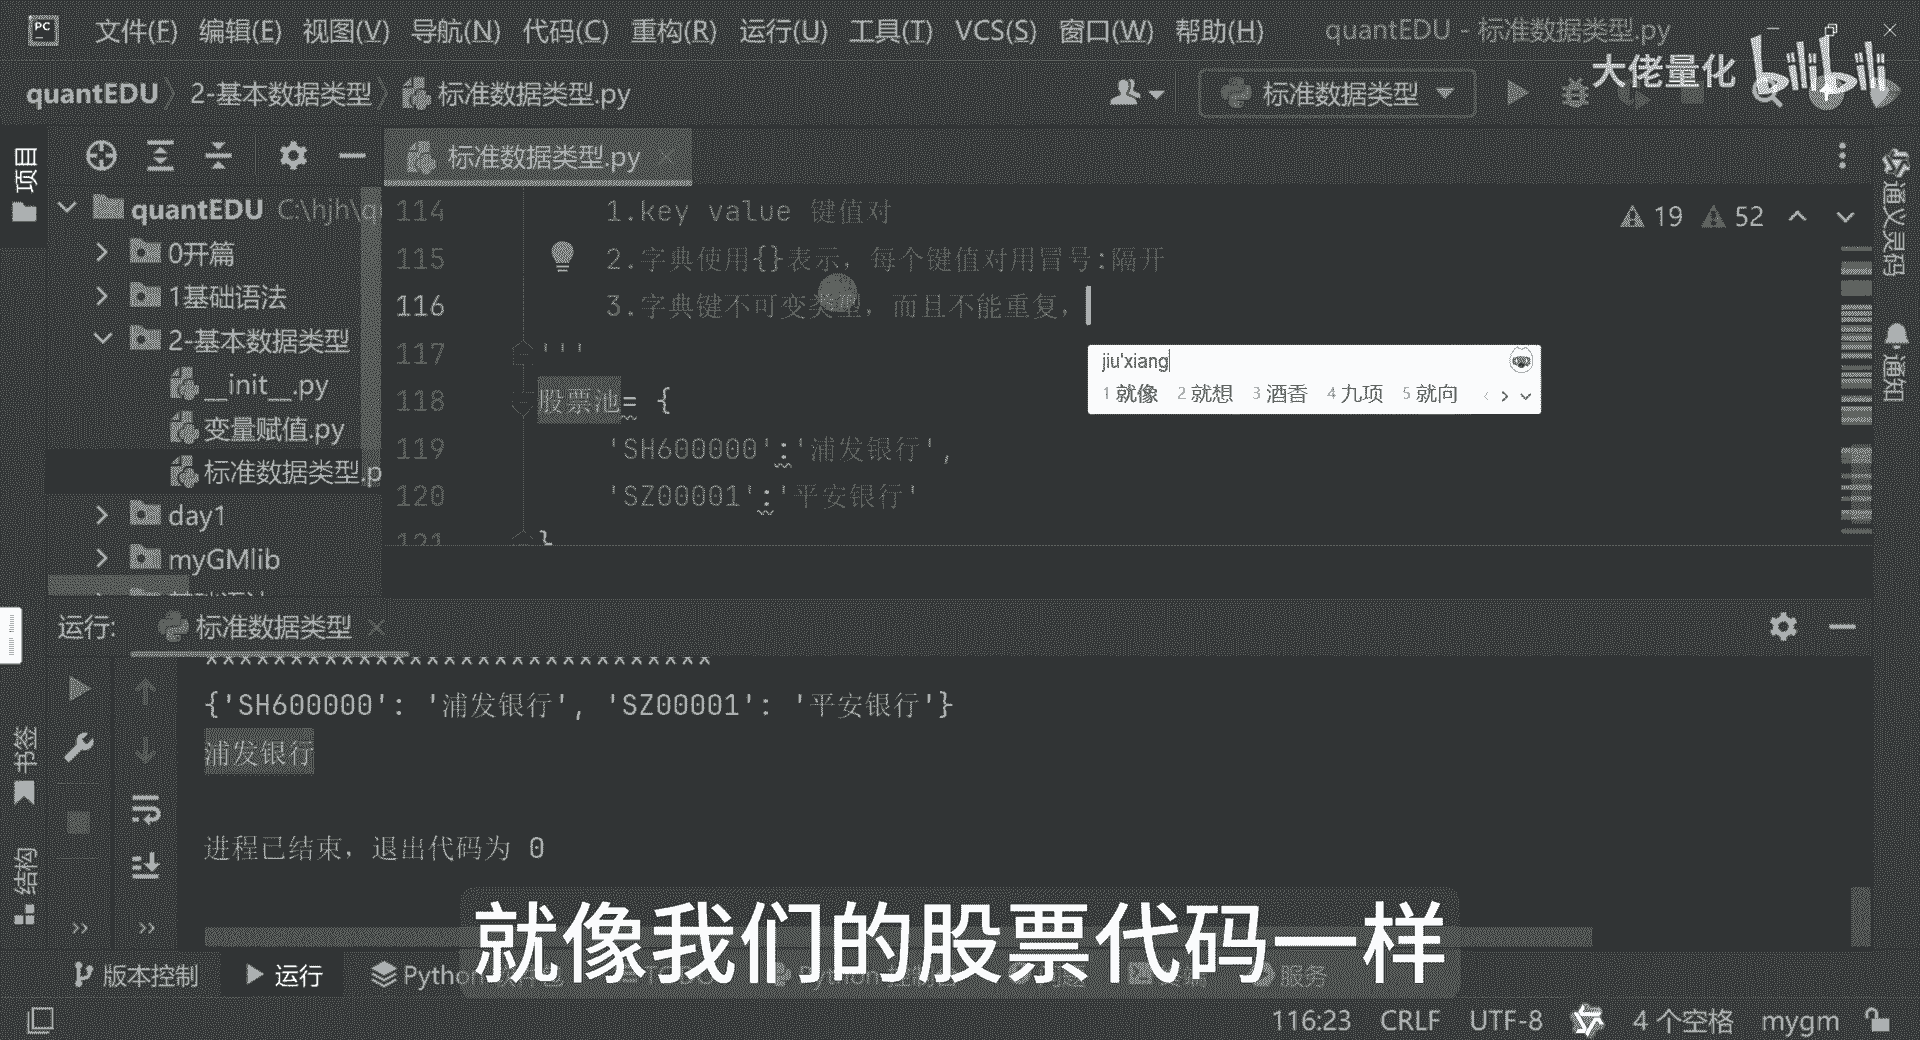 PC 文件(F) 编辑(E) 视图(V) 导航(N) 代码(C) 重构(R) 运行(U) 工具(T) VCS(S) 窗口(W) 帮助(H) quantEDU - 标准数据类型.py
大佬量化 bilibili
quantEDU 2-基本数据类型 标准数据类型.py 标准数据类型
项目
标准数据类型.py
quantEDU C:\hjh\q
0开篇
1基础语法
2-基本数据类型
__init__.py
变量赋值.py
标准数据类型.p
day1
myGMlib
114 1.key value 键值对
115 2.字典使用{}表示，每个键值对用冒号:隔开
116 3.字典键不可变类型，而且不能重复，
117 '''
118 股票池= {
119 'SH600000':'浦发银行',
120 'SZ00001':'平安银行'
121 }
19 52
jiu'xiang
1 就像 2 就想 3 酒香 4 九项 5 就向
通义灵码
通知
运行: 标准数据类型
{'SH600000': '浦发银行', 'SZ00001': '平安银行'}
浦发银行
进程已结束，退出代码为 0
书签
结构
就像我们的股票代码一样
版本控制 运行 Python 服务
116:23 CRLF UTF-8 4 个空格 mygm